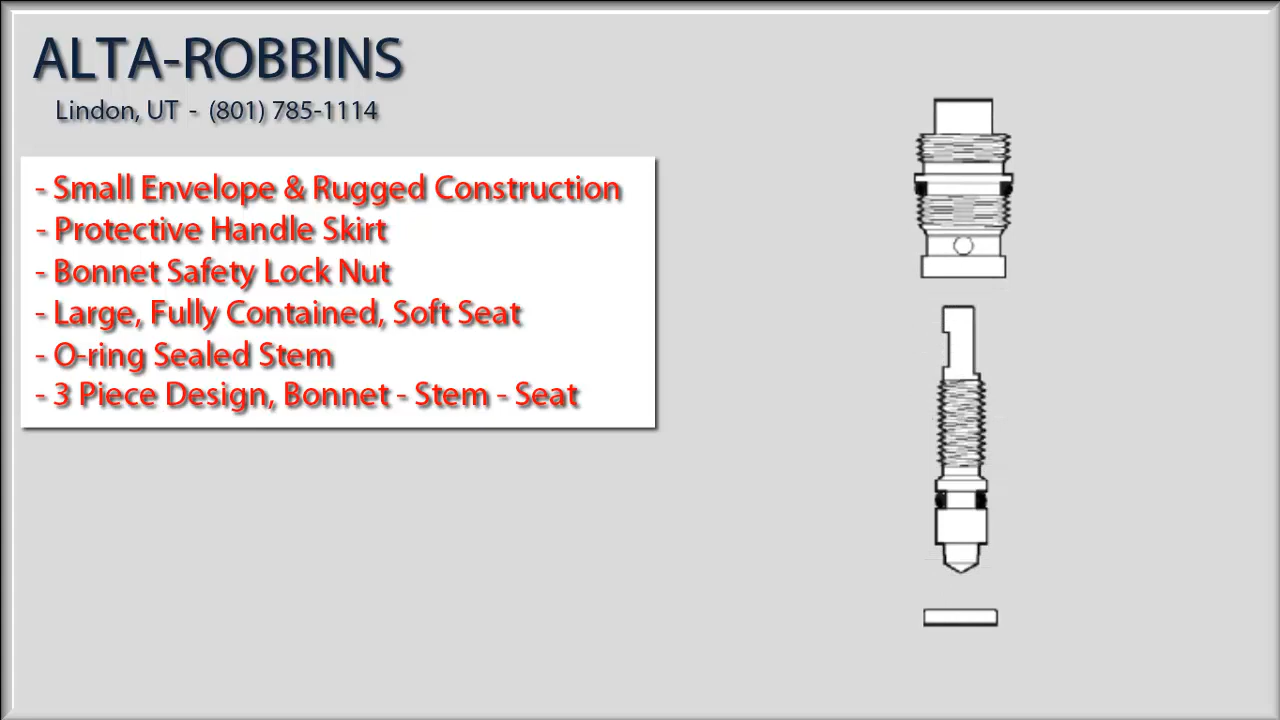 ALTA-ROBBINS
Lindon, UT - (801) 785-1114
- Small Envelope & Rugged Construction
- Protective Handle Skirt
- Bonnet Safety Lock Nut
- Large, Fully Contained, Soft Seat
- O-ring Sealed Stem
- 3 Piece Design, Bonnet - Stem - Seat